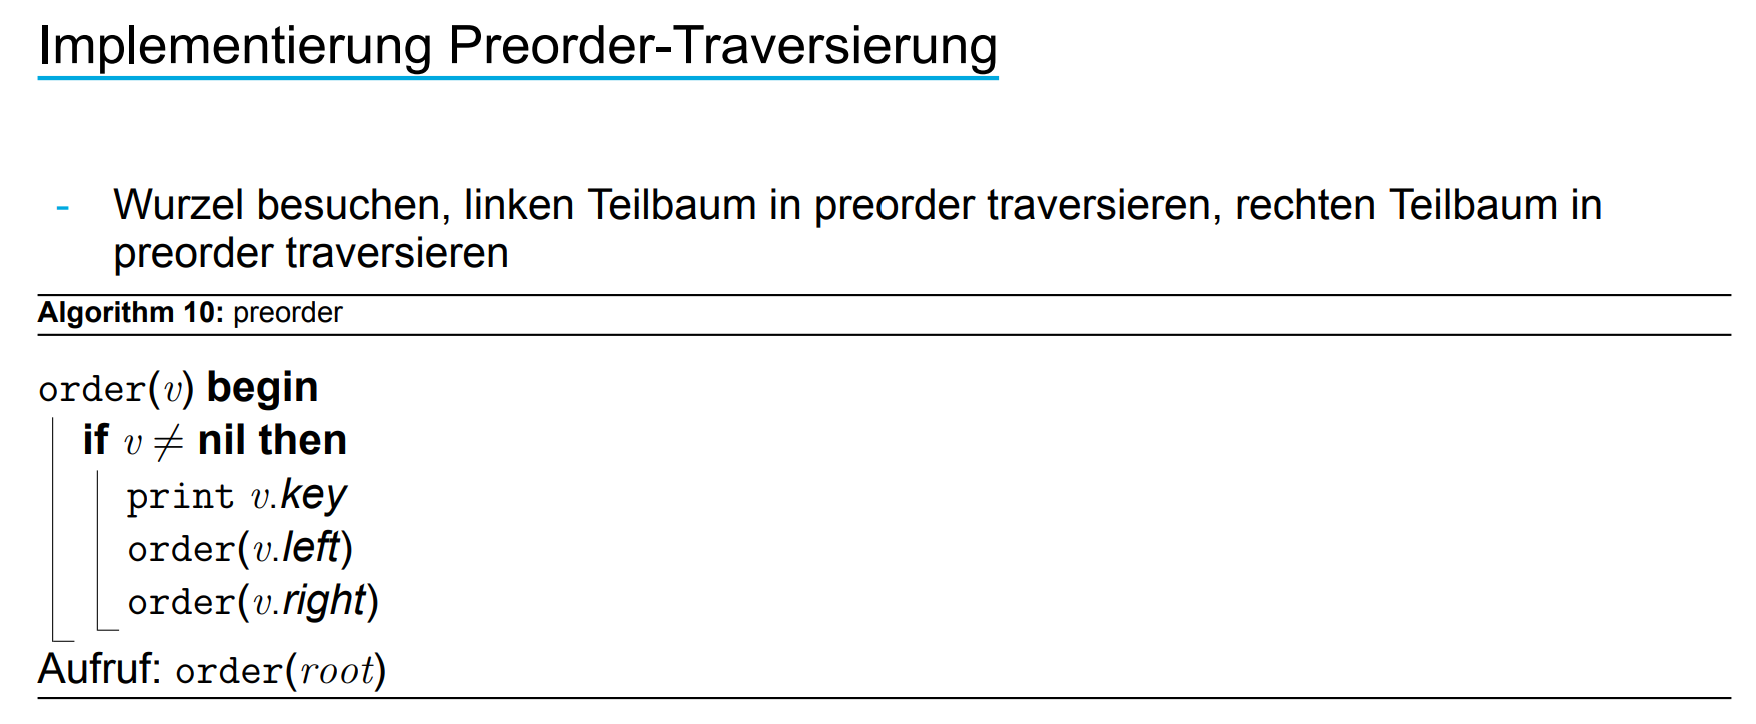 Implementierung Preorder-Traversierung
- Wurzel besuchen, linken Teilbaum in preorder traversieren, rechten Teilbaum in
preorder traversieren
Algorithm 10: preorder
order(v) begin
if v ≠ nil then
print v.key
order(v.left)
order(v.right)
Aufruf: order(root)